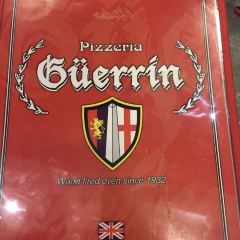 Pizzeria
Güerrin
Wood fired oven since 1932